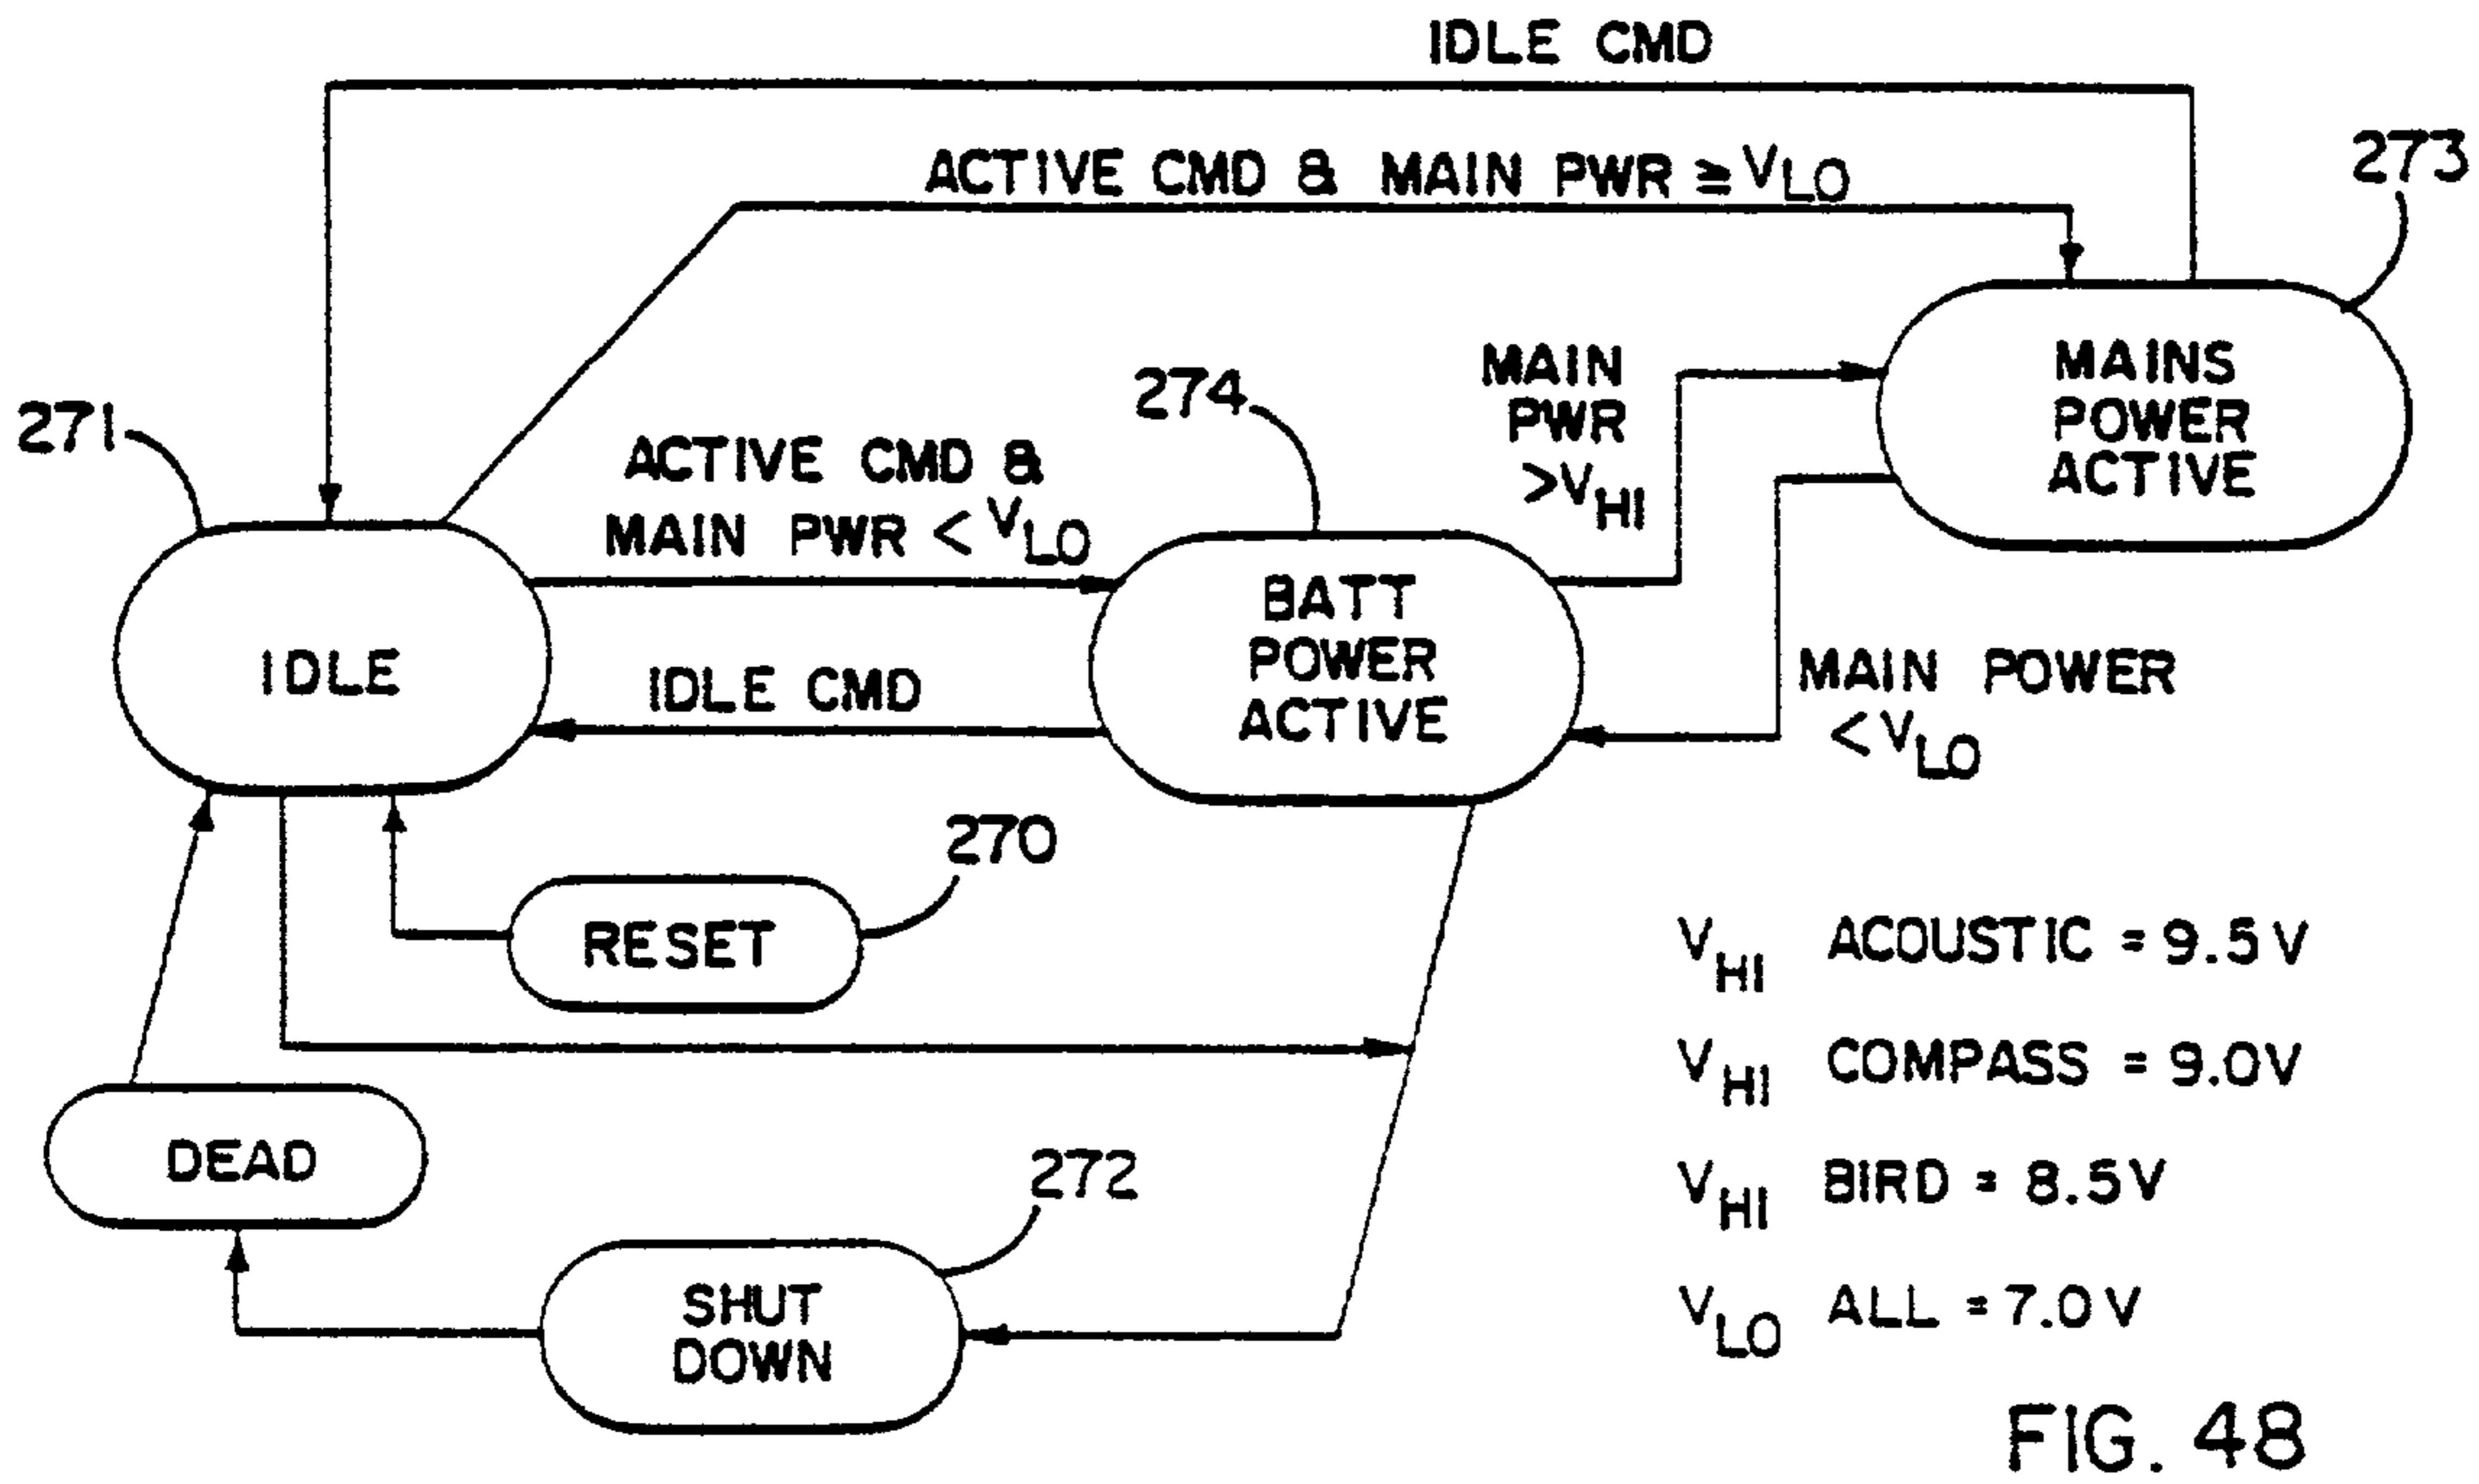 IDLE CMD
ACTIVE CMD & MAIN PWR ≧ VLO
273
MAINS
POWER
ACTIVE
MAIN
PWR
>VHI
274
271
ACTIVE CMD &
MAIN PWR < VLO
BATT
POWER
ACTIVE
IDLE
IDLE CMD
MAIN POWER
<VLO
270
RESET
VHI ACOUSTIC = 9.5V
VHI COMPASS = 9.0V
DEAD
272
VHI BIRD = 8.5V
SHUT
DOWN
VLO ALL = 7.0V
FIG. 48